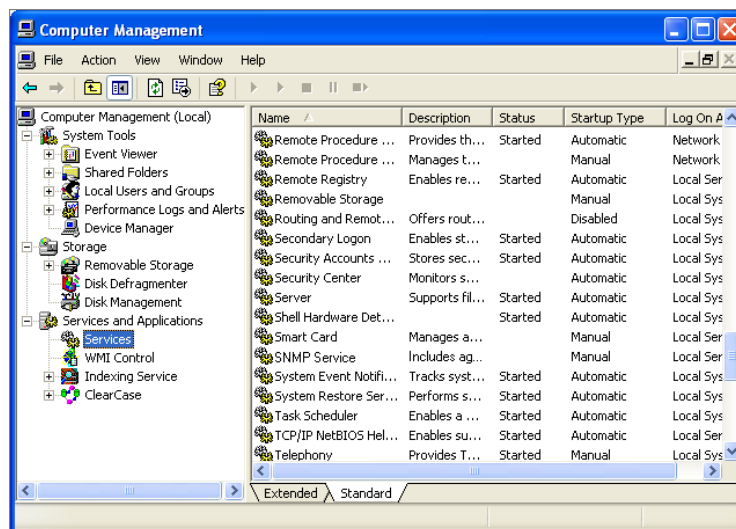 Computer Management
File Action View Window Help
Computer Management (Local)
System Tools
Event Viewer
Shared Folders
Local Users and Groups
Performance Logs and Alerts
Device Manager
Storage
Removable Storage
Disk Defragmenter
Disk Management
Services and Applications
Services
WMI Control
Indexing Service
ClearCase
Name Description Status Startup Type Log On A
Remote Procedure ... Provides th... Started Automatic Network
Remote Procedure ... Manages t... Manual Network
Remote Registry Enables re... Started Automatic Local Ser
Removable Storage Manual Local Sys
Routing and Remot... Offers rout... Disabled Local Sys
Secondary Logon Enables st... Started Automatic Local Sys
Security Accounts ... Stores sec... Started Automatic Local Sys
Security Center Monitors s... Automatic Local Sys
Server Supports fil... Started Automatic Local Sys
Shell Hardware Det... Started Automatic Local Sys
Smart Card Manages a... Manual Local Ser
SNMP Service Includes ag... Manual Local Sys
System Event Notifi... Tracks syst... Started Automatic Local Sys
System Restore Ser... Performs s... Started Automatic Local Sys
Task Scheduler Enables a ... Started Automatic Local Sys
TCP/IP NetBIOS Hel... Enables su... Started Automatic Local Ser
Telephony Provides T... Started Manual Local Sys
Extended Standard